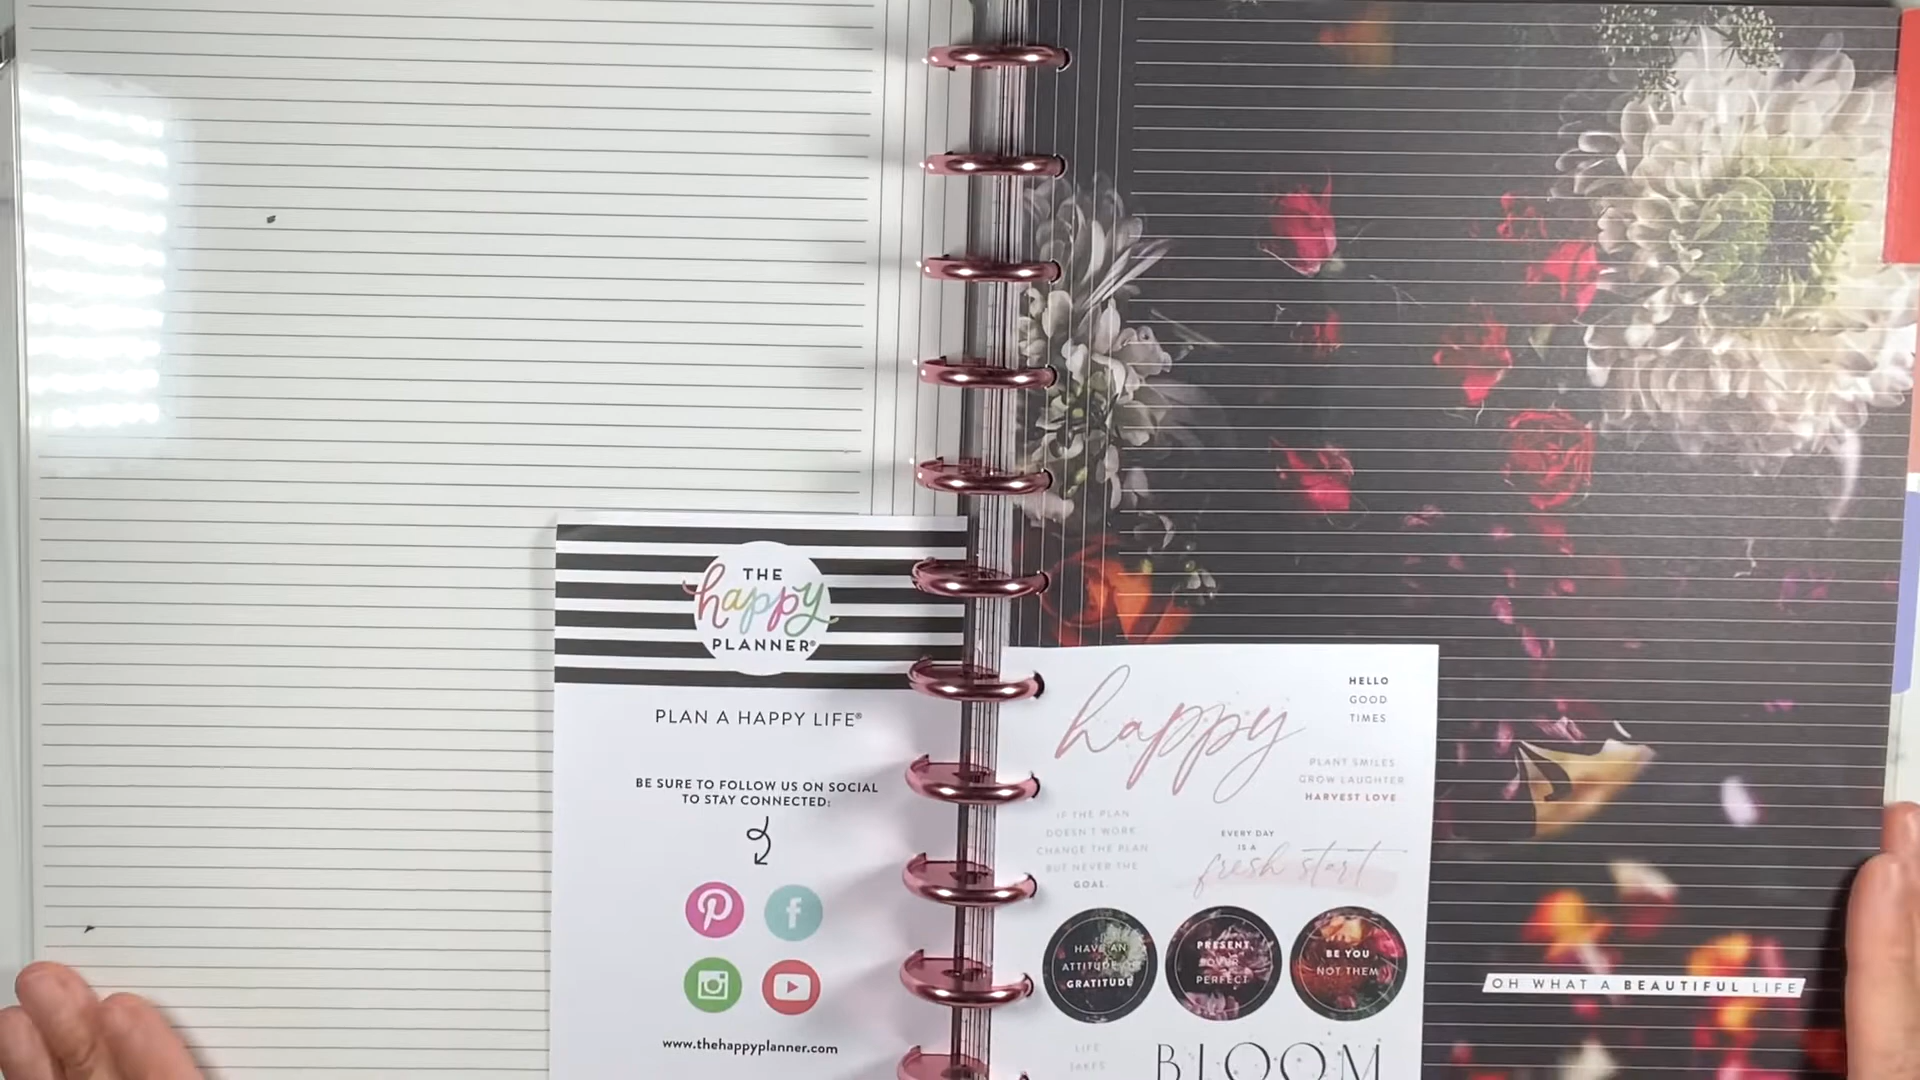 THE
happy
PLANNER®
PLAN A HAPPY LIFE®
BE SURE TO FOLLOW US ON SOCIAL
TO STAY CONNECTED:
www.thehappyplanner.com
happy
HELLO
GOOD
TIMES
PLANT SMILES
GROW LAUGHTER
HARVEST LOVE
IF THE PLAN
DOESN'T WORK,
CHANGE THE PLAN
BUT NEVER THE
GOAL.
EVERY DAY
IS A
fresh start
HAVE AN
ATTITUDE OF
GRATITUDE
PRESENT
OVER
PERFECT
BE YOU
NOT THEM
LIFE
TAKES
BLOOM
OH WHAT A BEAUTIFUL LIFE